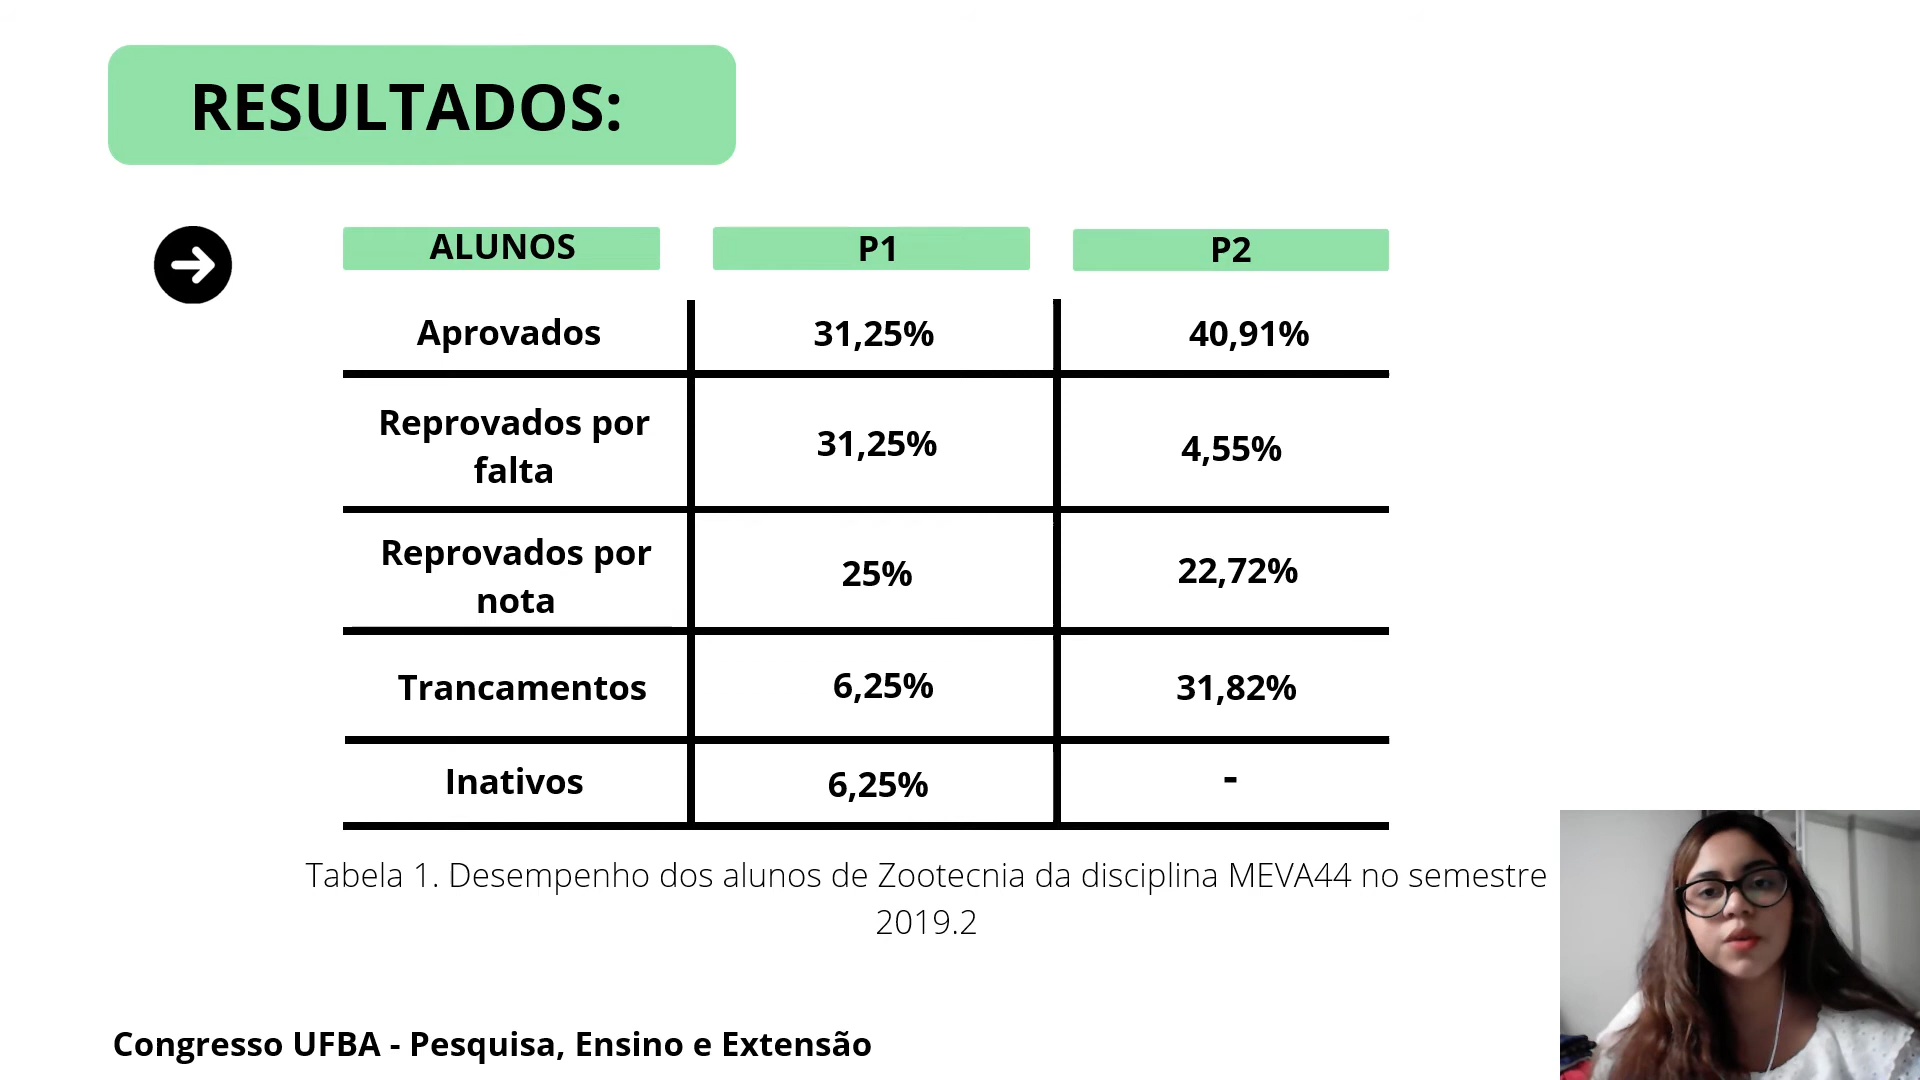 RESULTADOS:
ALUNOS P1 P2
Aprovados 31,25% 40,91%
Reprovados por
falta 31,25% 4,55%
Reprovados por
nota 25% 22,72%
Trancamentos 6,25% 31,82%
Inativos 6,25% -
Tabela 1. Desempenho dos alunos de Zootecnia da disciplina MEVA44 no semestre
2019.2
Congresso UFBA - Pesquisa, Ensino e Extensão